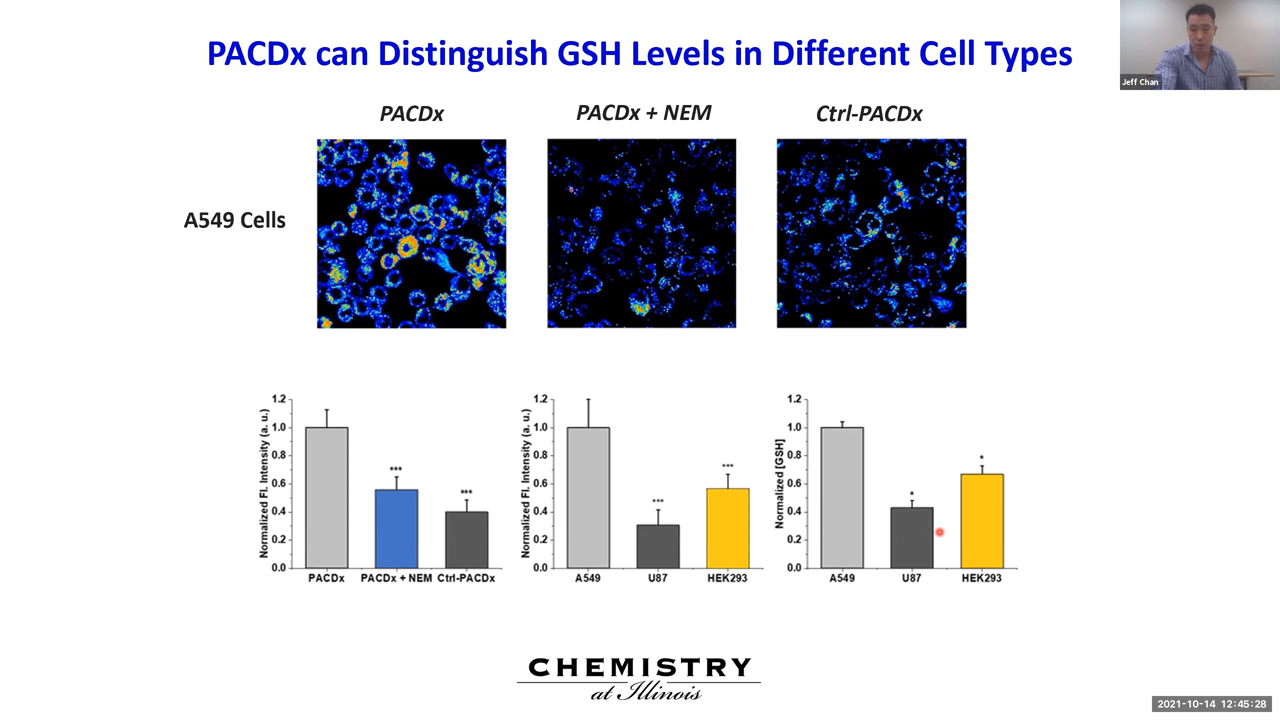 PACDx can Distinguish GSH Levels in Different Cell Types
Jeff Chan
PACDx
PACDx + NEM
Ctrl-PACDx
A549 Cells
Normalized Fl. Intensity (a. u.)
1.2
1.0
0.8
0.6
0.4
0.2
0.0
***
***
PACDx
PACDx + NEM
Ctrl-PACDx
Normalized Fl. Intensity (a. u.)
1.2
1.0
0.8
0.6
0.4
0.2
0.0
***
***
A549
U87
HEK293
Normalized [GSH]
1.2
1.0
0.8
0.6
0.4
0.2
0.0
*
*
A549
U87
HEK293
CHEMISTRY
at Illinois
2021-10-14 12:45:28